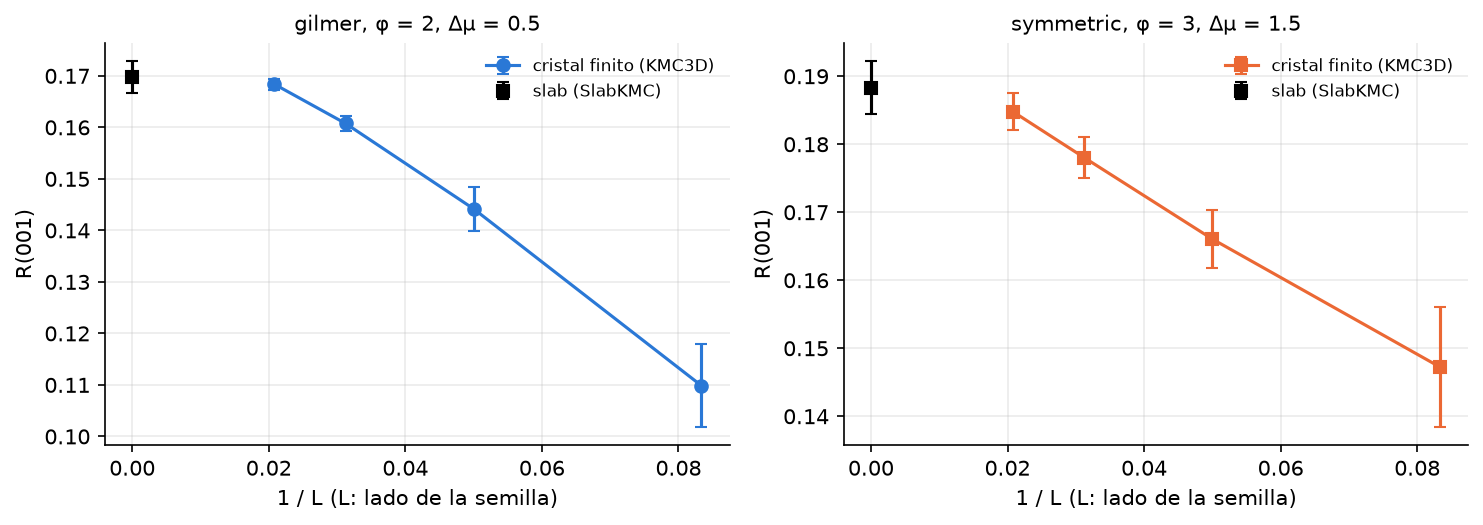 gilmer, φ = 2, Δμ = 0.5
cristal finito (KMC3D)
slab (SlabKMC)
0.17
0.16
0.15
0.14
0.13
0.12
0.11
0.10
R(001)
0.00 0.02 0.04 0.06 0.08
1 / L (L: lado de la semilla)
symmetric, φ = 3, Δμ = 1.5
cristal finito (KMC3D)
slab (SlabKMC)
0.19
0.18
0.17
0.16
0.15
0.14
R(001)
0.00 0.02 0.04 0.06 0.08
1 / L (L: lado de la semilla)